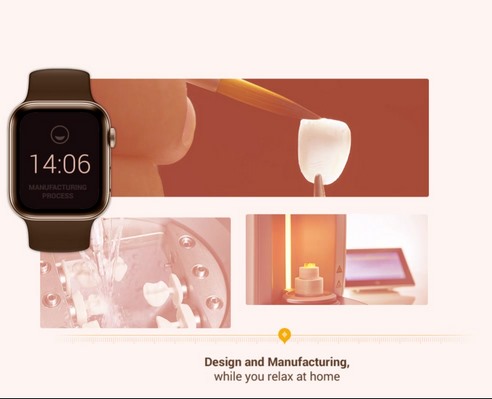 14:06
MANUFACTURING
PROCESS
Design and Manufacturing,
while you relax at home